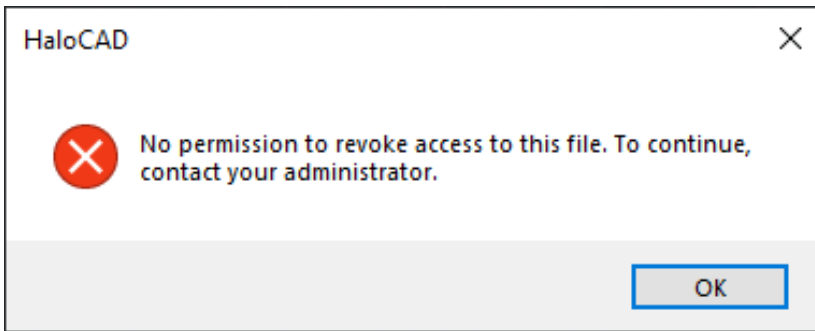 HaloCAD
No permission to revoke access to this file. To continue,
contact your administrator.
OK